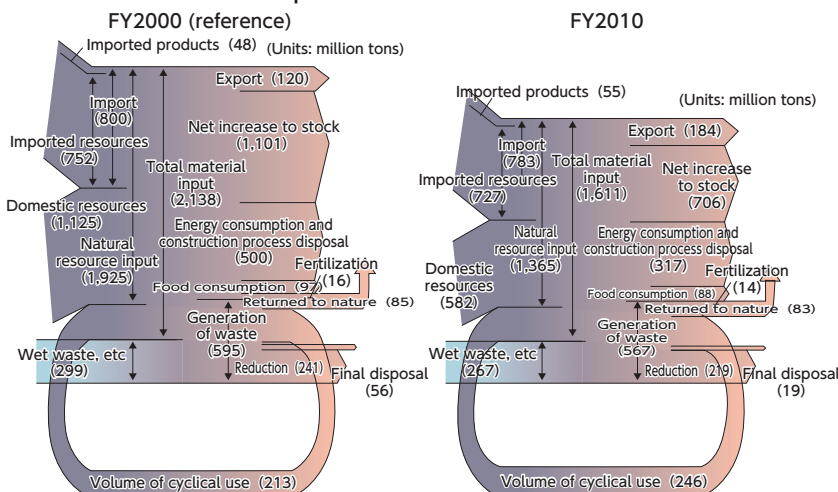 FY2000 (reference)
Imported products (48)
(Units: million tons)
Export (120)
Import
(800)
Net increase to stock
(1,101)
Imported resources
(752)
Total material
input
(2,138)
Domestic resources
(1,125)
Energy consumption and
construction process disposal
(500)
Natural
resource input
(1,925)
Fertilization
(16)
Food consumption (97)
Returned to nature (85)
Generation
of waste
(595)
Wet waste, etc
(299)
Reduction (241)
Final disposal
(56)
Volume of cyclical use (213)
FY2010
Imported products (55)
(Units: million tons)
Export (184)
Import
(783)
Total material
input
(1,611)
Net increase
to stock
(706)
Imported resources
(727)
Natural
resource input
(1,365)
Energy consumption and
construction process disposal
(317)
Domestic
resources
(582)
Fertilization
(14)
Food consumption (88)
Returned to nature (83)
Generation
of waste
(567)
Wet waste, etc
(267)
Reduction (219)
Final disposal
(19)
Volume of cyclical use (246)